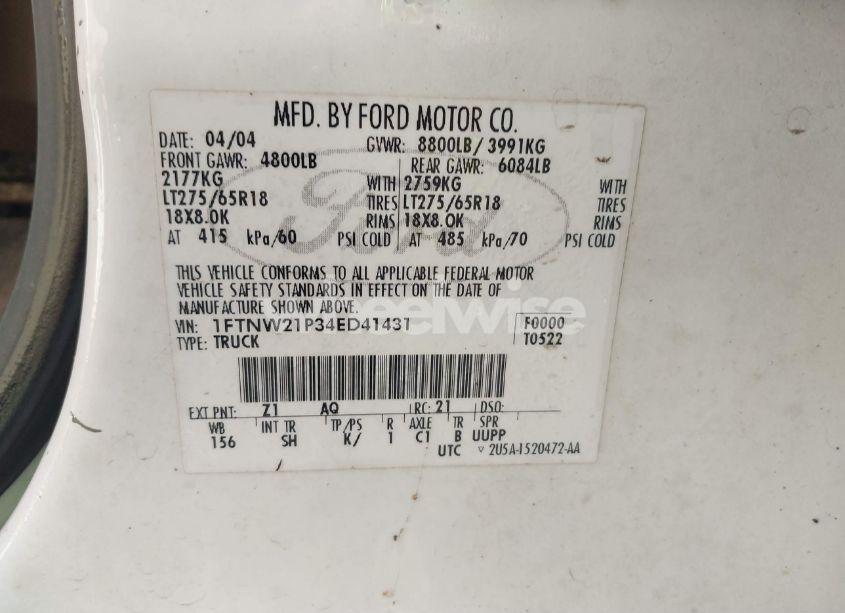 MFD. BY FORD MOTOR CO.
DATE: 04/04 GVWR: 8800LB/ 3991KG
FRONT GAWR: 4800LB REAR GAWR: 6084LB
2177KG WITH 2759KG WITH
LT275/65R18 TIRES LT275/65R18 TIRES
18X8.0K RIMS 18X8.0K RIMS
AT 415 kPa/60 PSI COLD AT 485 kPa/70 PSI COLD
Ford
THIS VEHICLE CONFORMS TO ALL APPLICABLE FEDERAL MOTOR
VEHICLE SAFETY STANDARDS IN EFFECT ON THE DATE OF
MANUFACTURE SHOWN ABOVE.
VIN: 1FTNW21P34ED41431 F0000
TYPE: TRUCK T0522
EXT PNT: Z1 AQ RC: 21 DSO:
WB INT TR TP/PS R AXLE TR SPR
156 SH K/ 1 C1 B UUPP
UTC ▽ 2U5A-1520472-AA